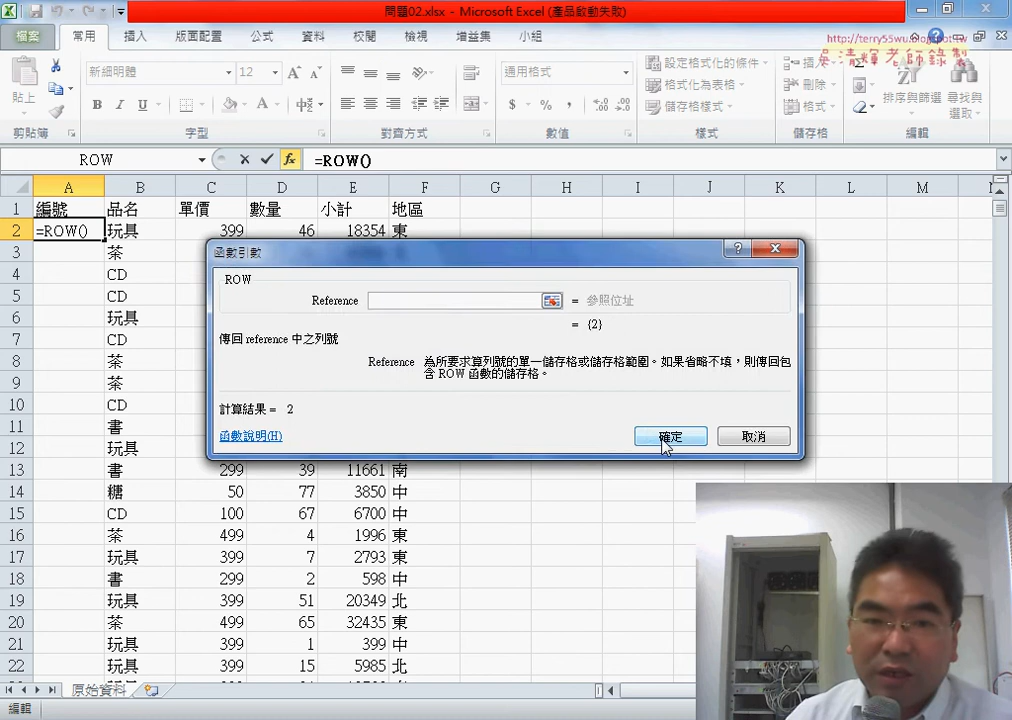 問題02.xlsx - Microsoft Excel (產品啟動失敗)
檔案 常用 插入 版面配置 公式 資料 校閱 檢視 增益集 小組
http://terry55wu.blogspot.tw
吳清輝老師錄製
貼上 新細明體 12 通用格式 設定格式化的條件 插入
B I U 中 $ % , 格式化為表格 刪除 排序與篩選 尋找與選取
儲存格樣式 格式
剪貼簿 字型 對齊方式 數值 樣式 儲存格 編輯
ROW fx =ROW()
A B C D E F G H I J K L M
1 編號 品名 單價 數量 小計 地區
2 =ROW() 玩具 399 46 18354 東
3 茶
4 CD
5 CD
6 玩具
7 CD
8 茶
9 茶
10 CD
11 書
12 玩具
13 書 299 39 11661 南
14 糖 50 77 3850 中
15 CD 100 67 6700 中
16 茶 499 4 1996 東
17 玩具 399 7 2793 東
18 書 299 2 598 中
19 玩具 399 51 20349 北
20 茶 499 65 32435 東
21 玩具 399 1 399 中
22 玩具 399 15 5985 北
函數引數
ROW
Reference = 參照位址
= {2}
傳回 reference 中之列號
Reference 為所要求算列號的單一儲存格或儲存格範圍。如果省略不填，則傳回包
含 ROW 函數的儲存格。
計算結果 = 2
函數說明(H) 確定 取消
原始資料
編輯